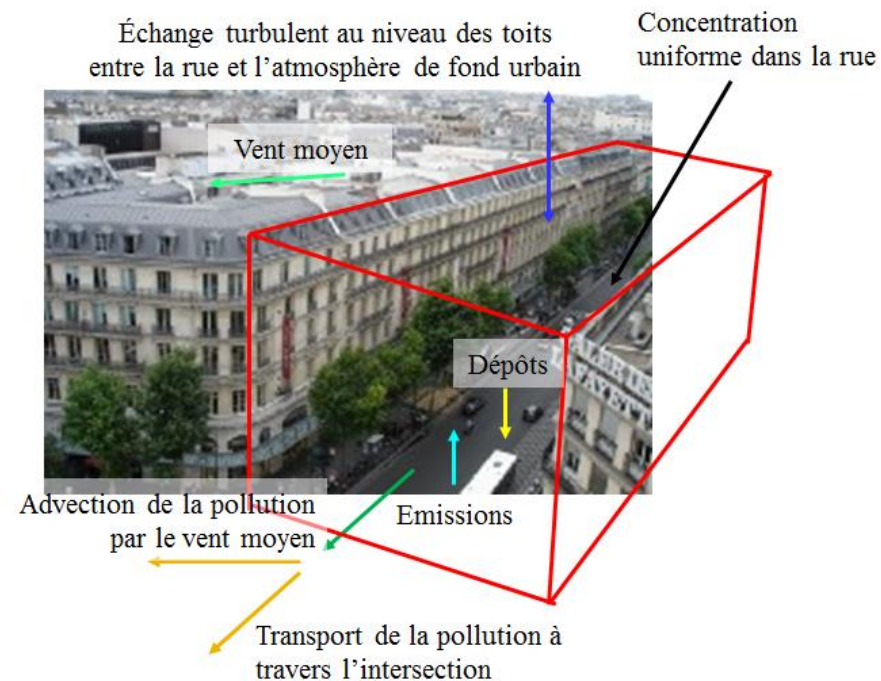 Échange turbulent au niveau des toits
entre la rue et l’atmosphère de fond urbain
Concentration
uniforme dans la rue
Vent moyen
Dépôts
Emissions
Advection de la pollution
par le vent moyen
Transport de la pollution à
travers l’intersection